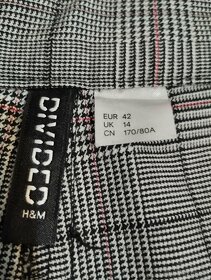 DIVIDED
H&M
EUR 42
UK 14
CN 170/80A